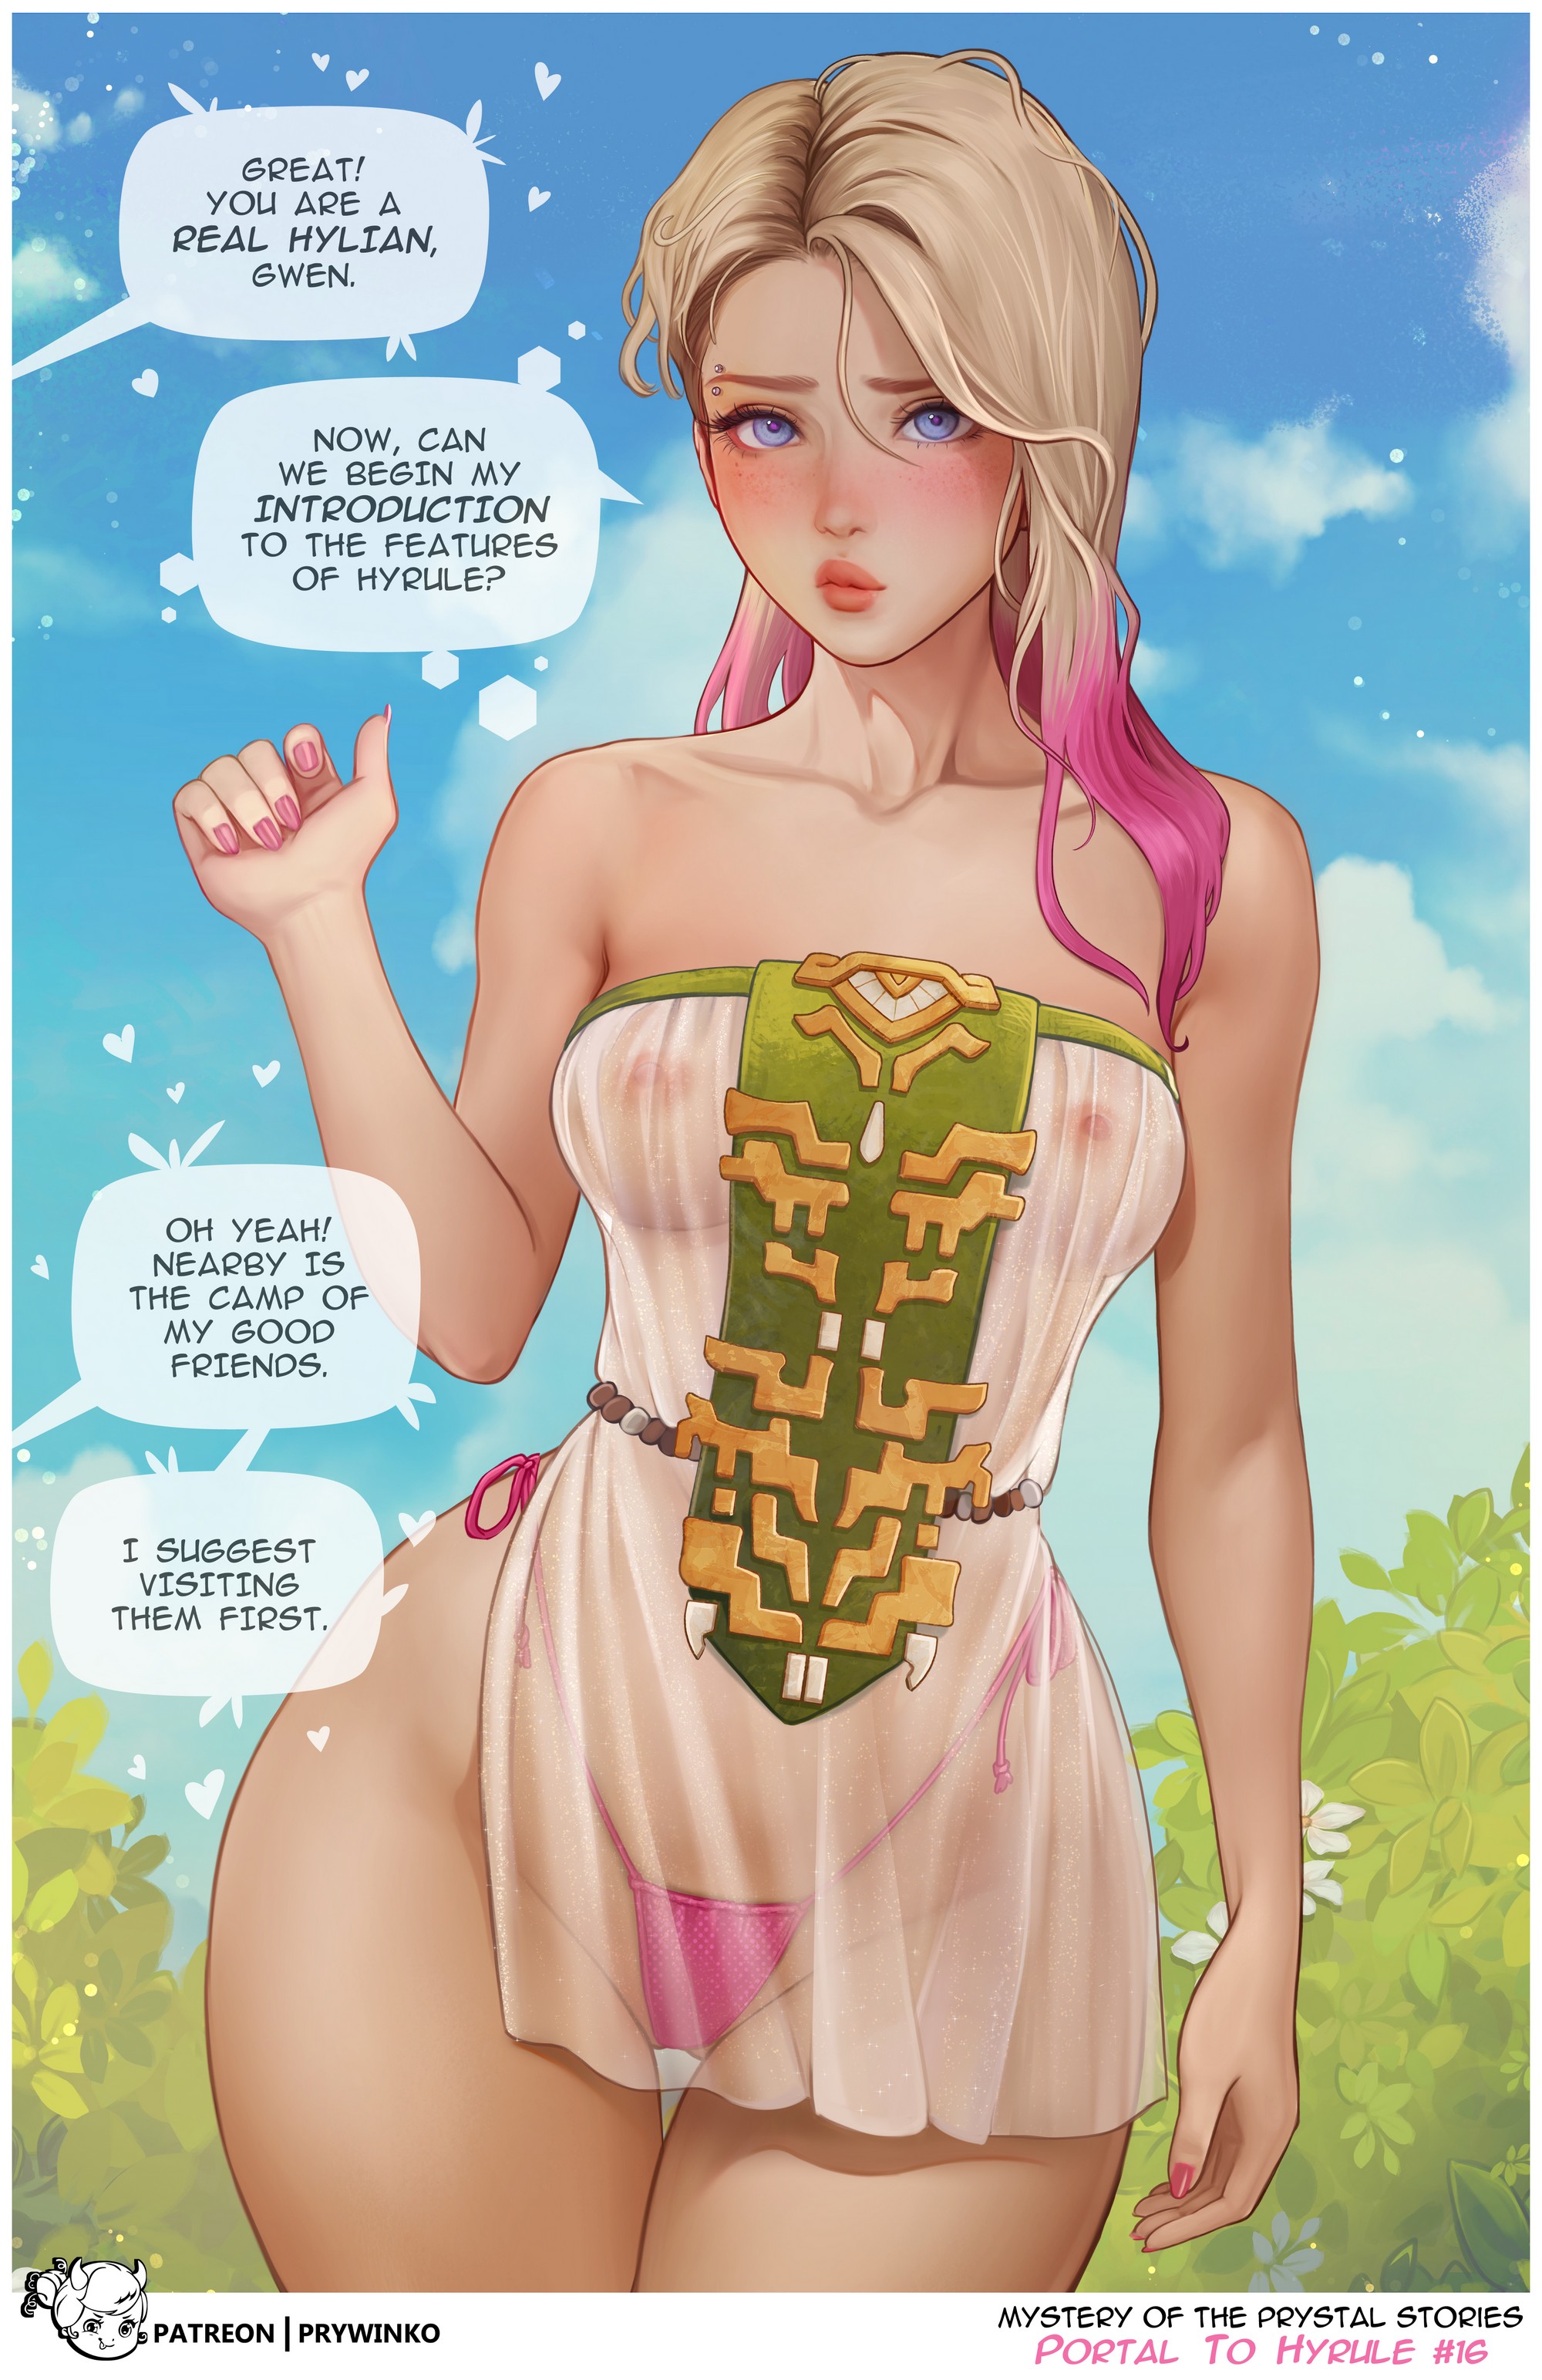 GREAT!
YOU ARE A
REAL HYLIAN,
GWEN.
NOW, CAN
WE BEGIN MY
INTRODUCTION
TO THE FEATURES
OF HYRULE?
OH YEAH!
NEARBY IS
THE CAMP OF
MY GOOD
FRIENDS.
I SUGGEST
VISITING
THEM FIRST.
PATREON | PRYWINKO
MYSTERY OF THE PRYSTAL STORIES
PORTAL TO HYRULE #16